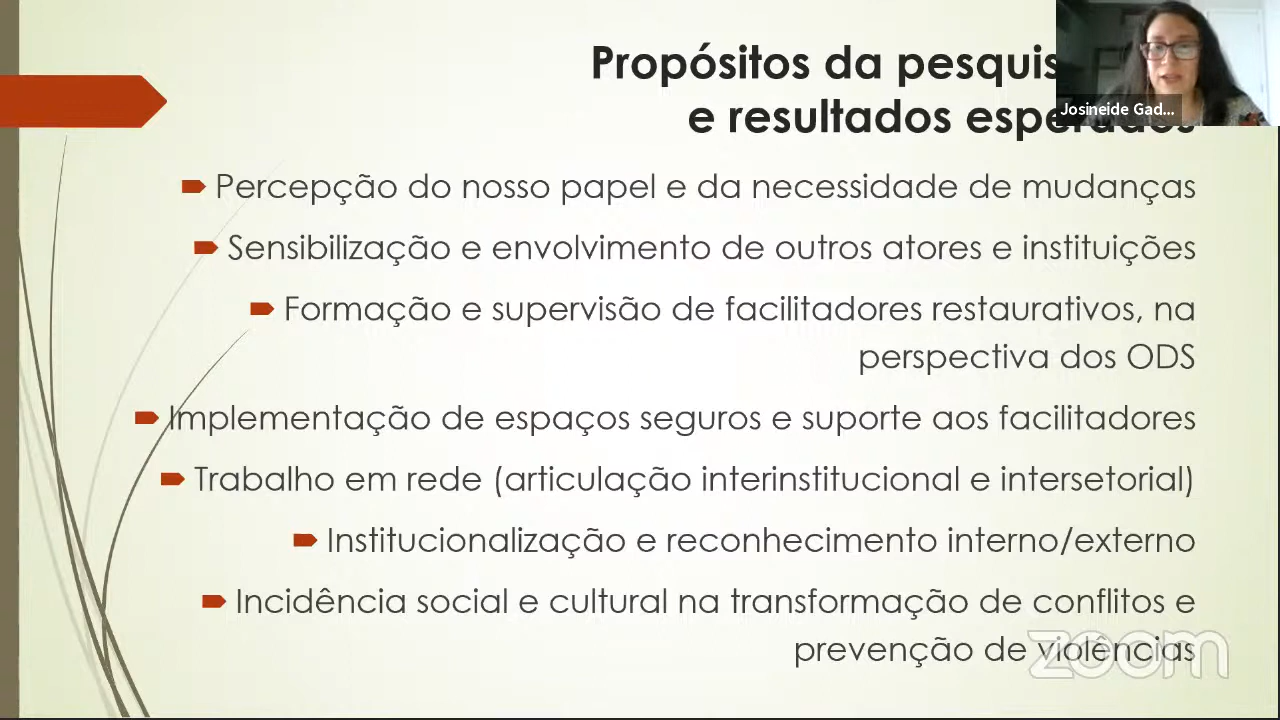 Propósitos da pesquis
e resultados esperados
Josineide Gad...
Percepção do nosso papel e da necessidade de mudanças
Sensibilização e envolvimento de outros atores e instituições
Formação e supervisão de facilitadores restaurativos, na
perspectiva dos ODS
Implementação de espaços seguros e suporte aos facilitadores
Trabalho em rede (articulação interinstitucional e intersetorial)
Institucionalização e reconhecimento interno/externo
Incidência social e cultural na transformação de conflitos e
prevenção de violências
zoom